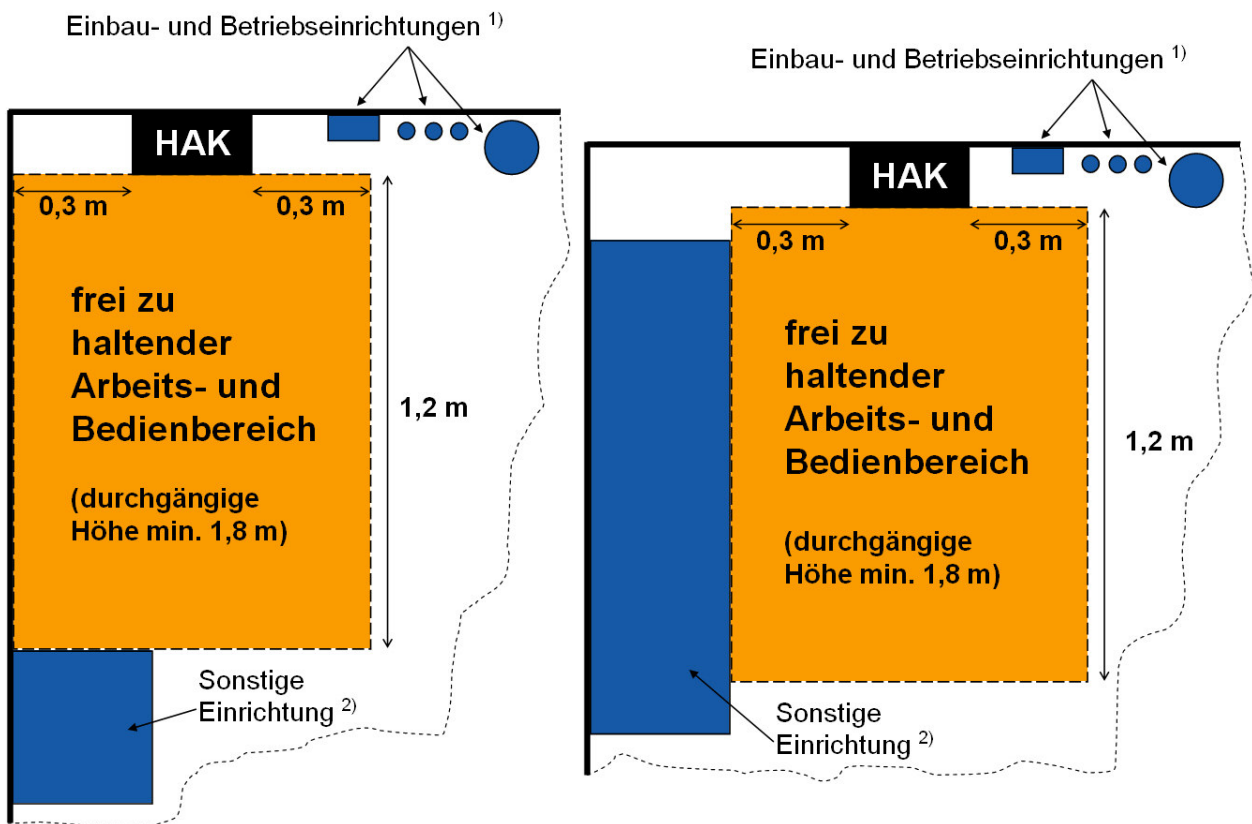 Einbau- und Betriebseinrichtungen 1)
HAK
0,3 m
0,3 m
frei zu
haltender
Arbeits- und
Bedienbereich
(durchgängige
Höhe min. 1,8 m)
1,2 m
Sonstige
Einrichtung 2)
Einbau- und Betriebseinrichtungen 1)
HAK
0,3 m
0,3 m
frei zu
haltender
Arbeits- und
Bedienbereich
(durchgängige
Höhe min. 1,8 m)
1,2 m
Sonstige
Einrichtung 2)